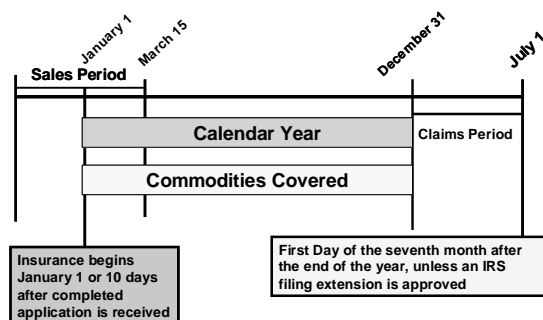 January 1
March 15
December 31
July 1
Sales Period
Calendar Year
Claims Period
Commodities Covered
Insurance begins
January 1 or 10 days
after completed
application is received
First Day of the seventh month after
the end of the year, unless an IRS
filing extension is approved